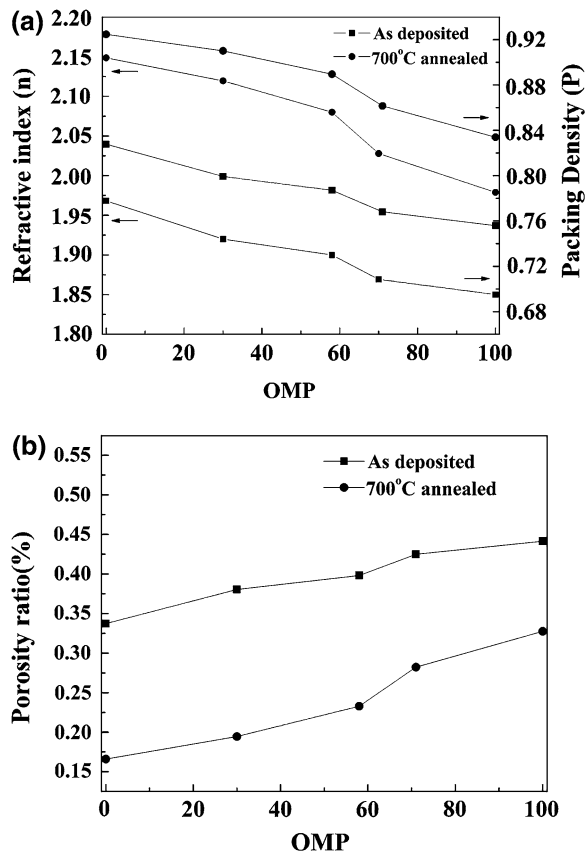 (a)
As deposited
700°C annealed
Refractive index (n)
2.20
2.15
2.10
2.05
2.00
1.95
1.90
1.85
1.80
0.92
0.88
0.84
0.80
0.76
0.72
0.68
Packing Density (P)
0 20 40 60 80 100
OMP
(b)
As deposited
700°C annealed
Porosity ratio(%)
0.55
0.50
0.45
0.40
0.35
0.30
0.25
0.20
0.15
0 20 40 60 80 100
OMP